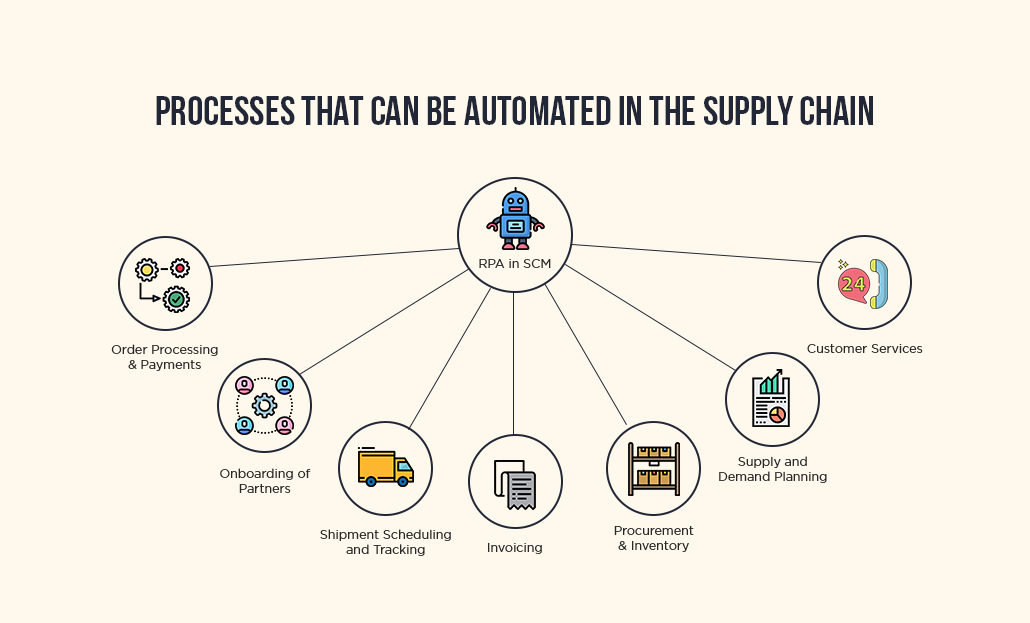 PROCESSES THAT CAN BE AUTOMATED IN THE SUPPLY CHAIN
RPA in SCM
Order Processing
& Payments
Onboarding of
Partners
Shipment Scheduling
and Tracking
Invoicing
Procurement
& Inventory
Supply and
Demand Planning
24
Customer Services